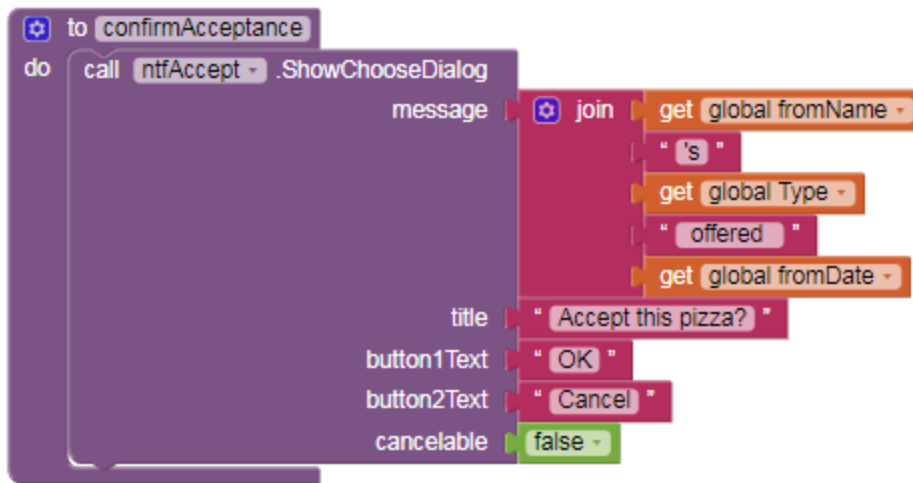 to confirmAcceptance
do call ntfAccept .ShowChooseDialog
message join get global fromName
" 's "
get global Type
" offered "
get global fromDate
title " Accept this pizza? "
button1Text " OK "
button2Text " Cancel "
cancelable false